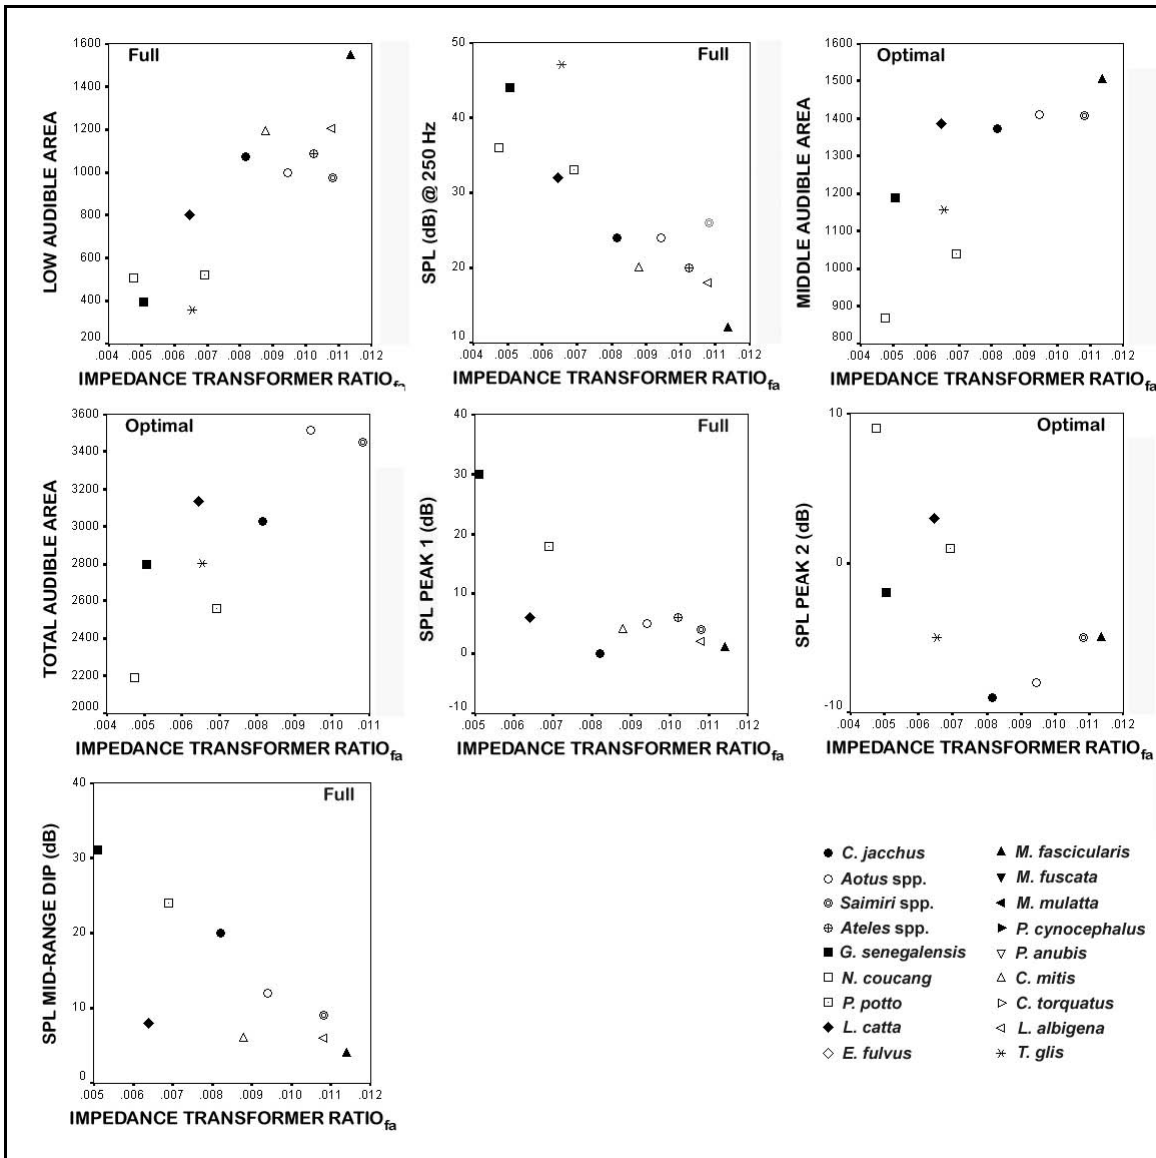 Full
LOW AUDIBLE AREA
1600
1400
1200
1000
800
600
400
200
.004 .005 .006 .007 .008 .009 .010 .011 .012
IMPEDANCE TRANSFORMER RATIOfa
Full
SPL (dB) @ 250 Hz
50
40
30
20
10
.004 .005 .006 .007 .008 .009 .010 .011 .012
IMPEDANCE TRANSFORMER RATIOfa
Optimal
MIDDLE AUDIBLE AREA
1600
1500
1400
1300
1200
1100
1000
900
800
.004 .005 .006 .007 .008 .009 .010 .011 .012
IMPEDANCE TRANSFORMER RATIOfa
Optimal
TOTAL AUDIBLE AREA
3600
3400
3200
3000
2800
2600
2400
2200
2000
.004 .005 .006 .007 .008 .009 .010 .011
IMPEDANCE TRANSFORMER RATIOfa
Full
SPL PEAK 1 (dB)
40
30
20
10
0
-10
.005 .006 .007 .008 .009 .010 .011 .012
IMPEDANCE TRANSFORMER RATIOfa
Optimal
SPL PEAK 2 (dB)
10
0
-10
.004 .005 .006 .007 .008 .009 .010 .011 .012
IMPEDANCE TRANSFORMER RATIOfa
Full
SPL MID-RANGE DIP (dB)
40
30
20
10
0
.005 .006 .007 .008 .009 .010 .011 .012
IMPEDANCE TRANSFORMER RATIOfa
C. jacchus
Aotus spp.
Saimiri spp.
Ateles spp.
G. senegalensis
N. coucang
P. potto
L. catta
E. fulvus
M. fascicularis
M. fuscata
M. mulatta
P. cynocephalus
P. anubis
C. mitis
C. torquatus
L. albigena
T. glis